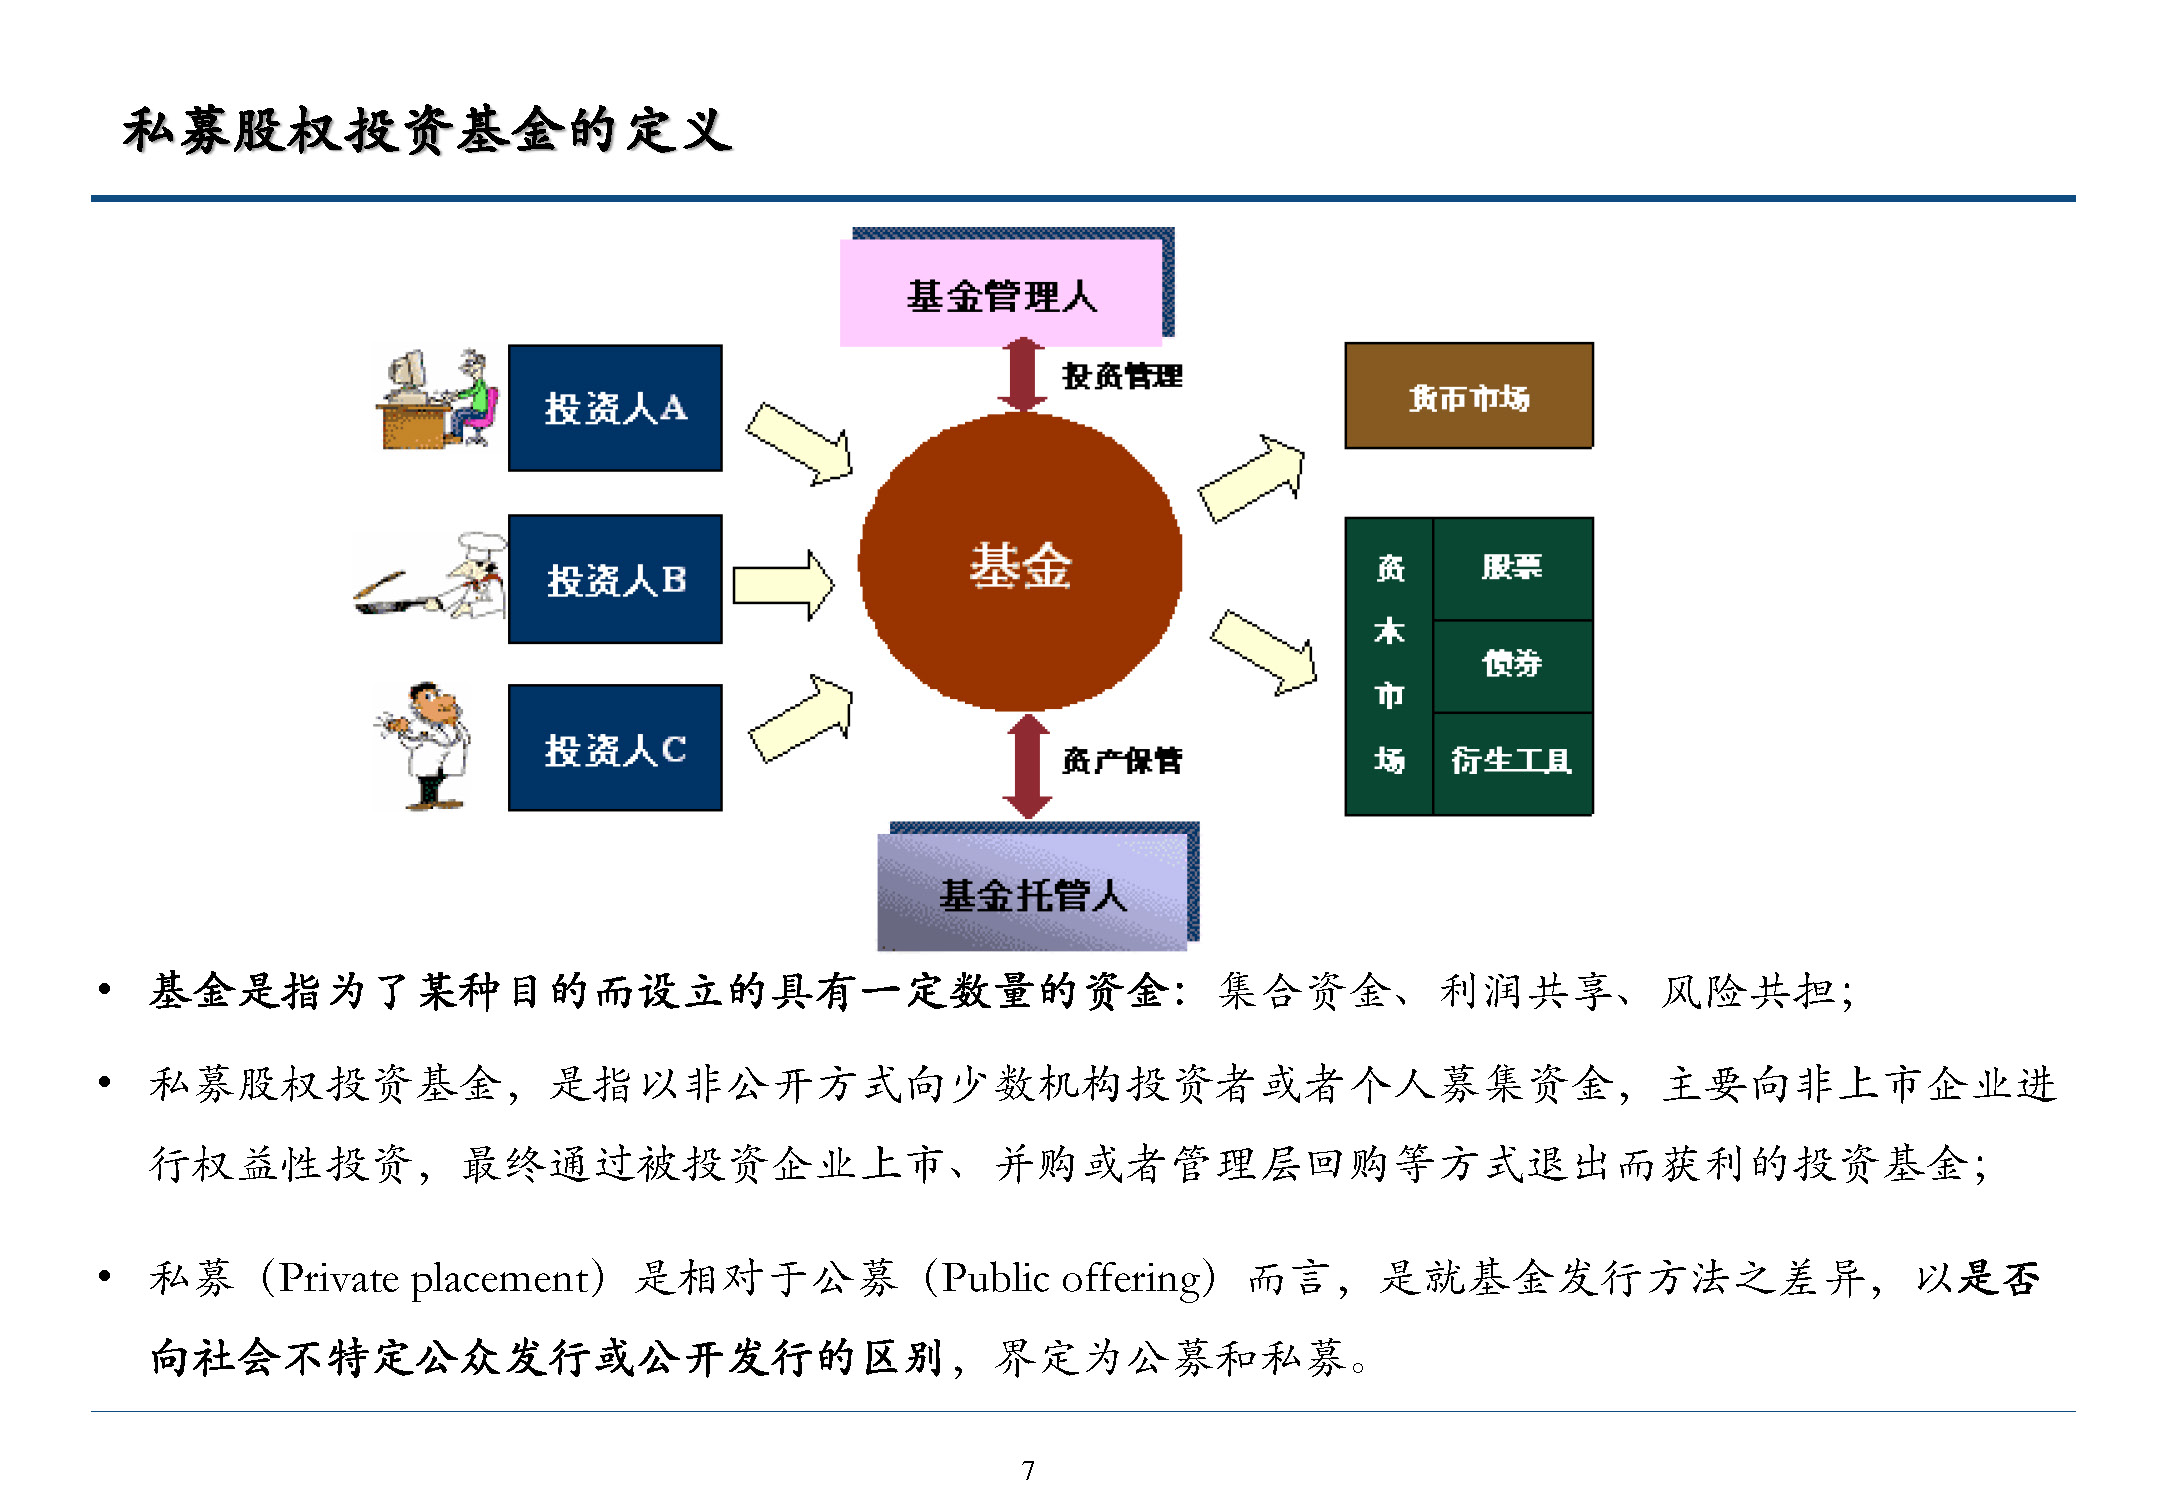 私募股权投资基金的定义
基金管理人
投资管理
投资人A
货币市场
投资人B
基金
资本市场
股票
债券
衍生工具
投资人C
资产保管
基金托管人
• 基金是指为了某种目的而设立的具有一定数量的资金：集合资金、利润共享、风险共担；
• 私募股权投资基金，是指以非公开方式向少数机构投资者或者个人募集资金，主要向非上市企业进
行权益性投资，最终通过被投资企业上市、并购或者管理层回购等方式退出而获利的投资基金；
• 私募（Private placement）是相对于公募（Public offering）而言，是就基金发行方法之差异，以是否
向社会不特定公众发行或公开发行的区别，界定为公募和私募。
7